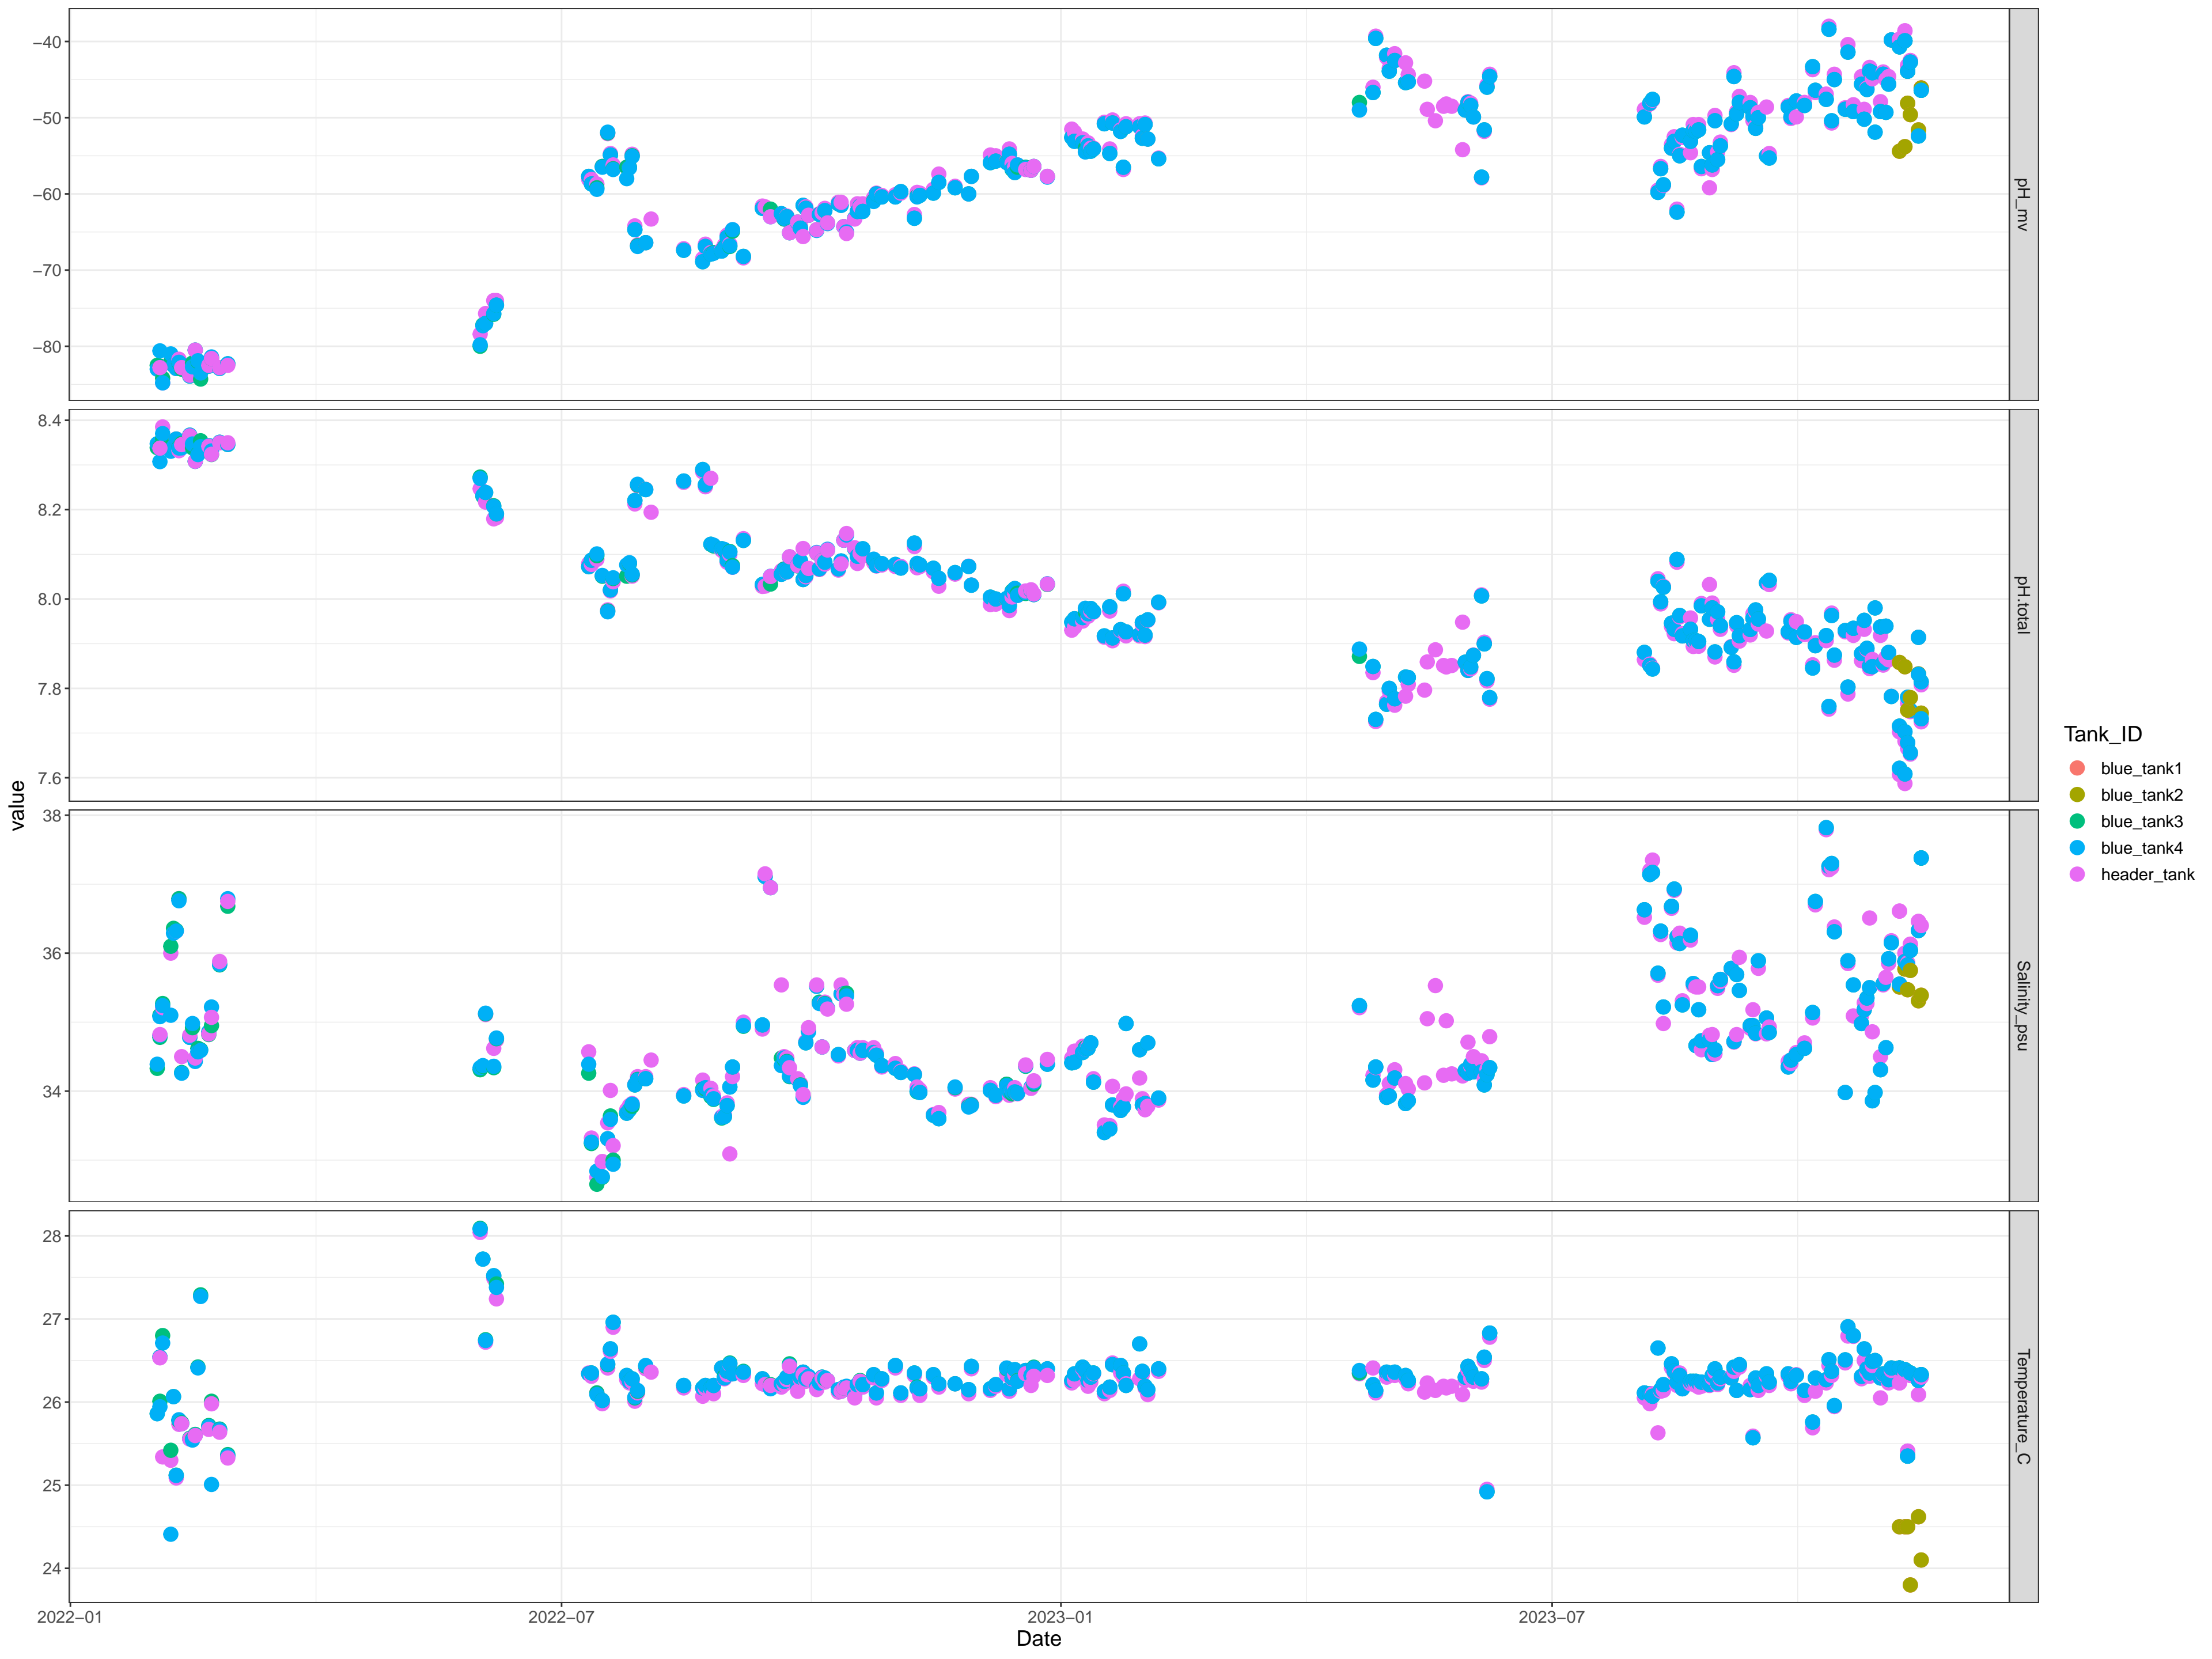 value
−40
−50
−60
−70
−80
pH_mv
8.4
8.2
8.0
7.8
7.6
pH.total
38
36
34
Salinity_psu
28
27
26
25
24
Temperature_C
2022−01
2022−07
2023−01
2023−07
Date
Tank_ID
blue_tank1
blue_tank2
blue_tank3
blue_tank4
header_tank